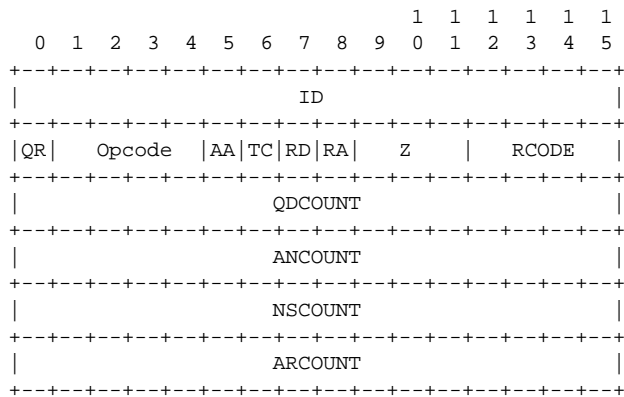 1  1  1  1  1  1
  0  1  2  3  4  5  6  7  8  9  0  1  2  3  4  5
+--+--+--+--+--+--+--+--+--+--+--+--+--+--+--+--+
|                      ID                       |
+--+--+--+--+--+--+--+--+--+--+--+--+--+--+--+--+
|QR|   Opcode  |AA|TC|RD|RA|   Z    |   RCODE   |
+--+--+--+--+--+--+--+--+--+--+--+--+--+--+--+--+
|                    QDCOUNT                    |
+--+--+--+--+--+--+--+--+--+--+--+--+--+--+--+--+
|                    ANCOUNT                    |
+--+--+--+--+--+--+--+--+--+--+--+--+--+--+--+--+
|                    NSCOUNT                    |
+--+--+--+--+--+--+--+--+--+--+--+--+--+--+--+--+
|                    ARCOUNT                    |
+--+--+--+--+--+--+--+--+--+--+--+--+--+--+--+--+